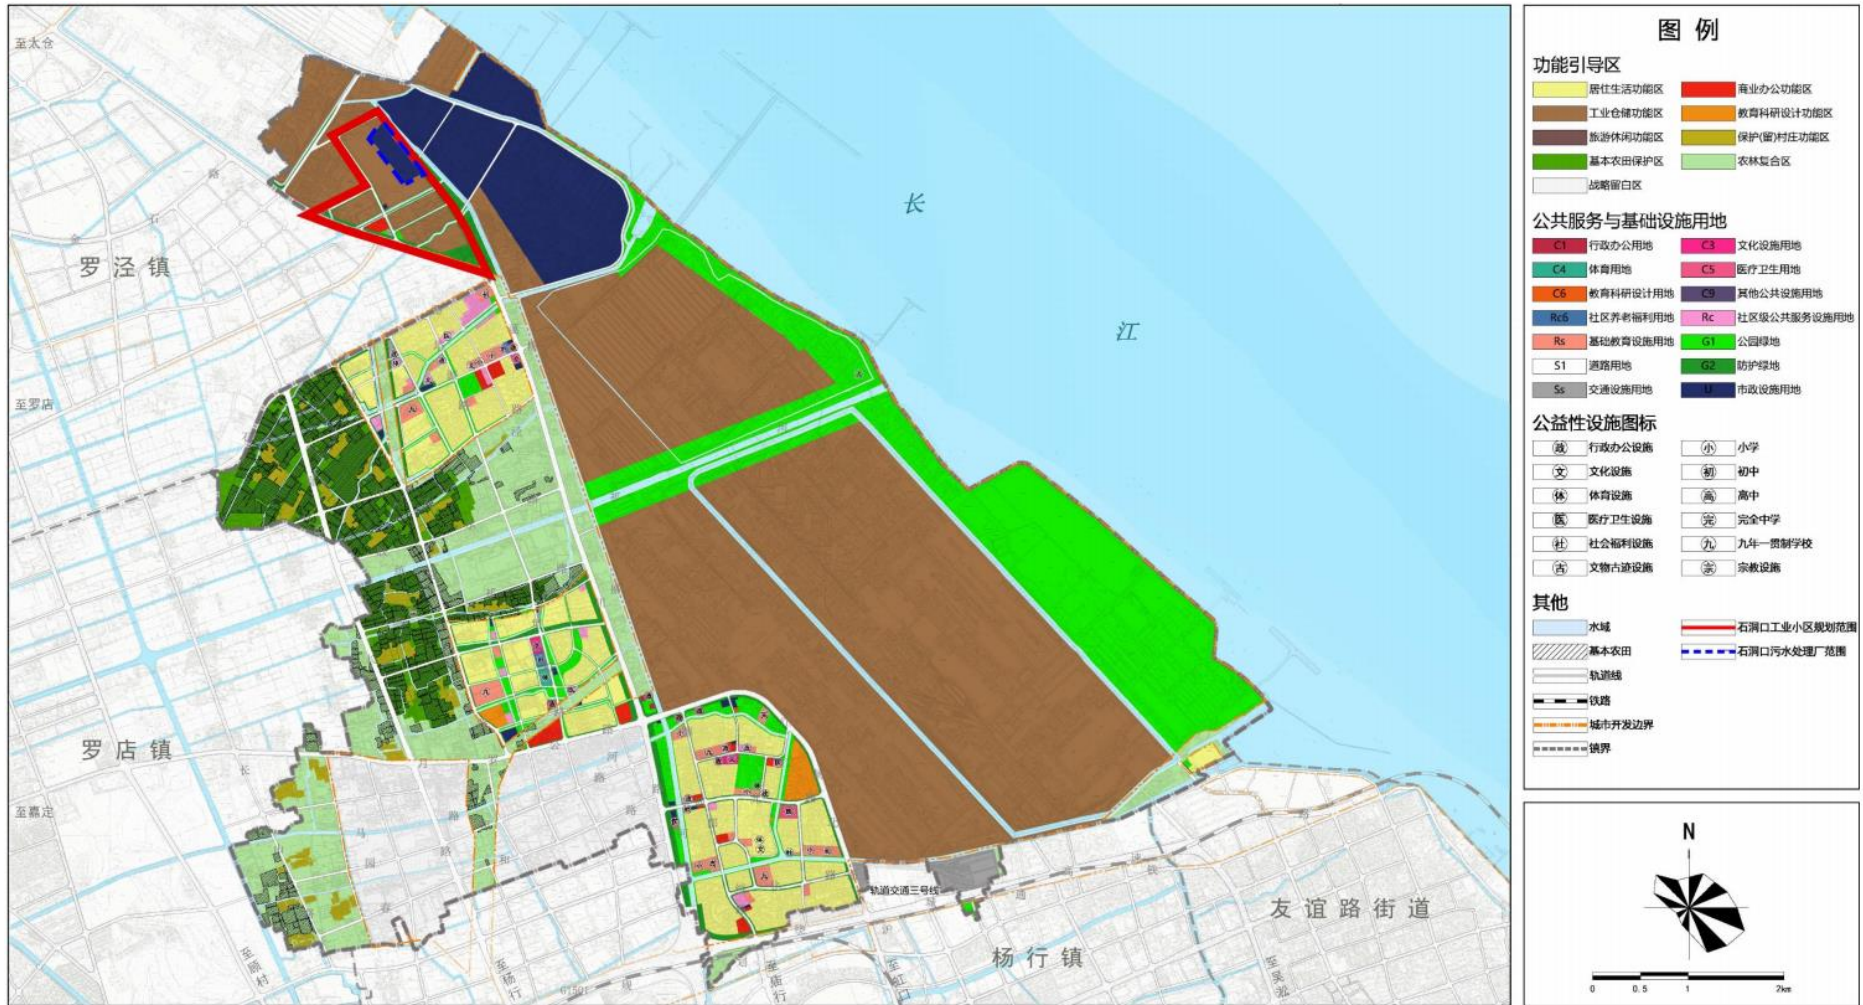 至太仓
长
江
罗泾镇
至罗店
罗店镇
至嘉定
轨道交通三号线
友谊路街道
杨行镇
至顾村
至杨行
至庙行
至虹口
至吴淞
G1501
图例
功能引导区
居住生活功能区
商业办公功能区
工业仓储功能区
教育科研设计功能区
旅游休闲功能区
保护(留)村庄功能区
基本农田保护区
农林复合区
战略留白区
公共服务与基础设施用地
C1 行政办公用地
C3 文化设施用地
C4 体育用地
C5 医疗卫生用地
C6 教育科研设计用地
C9 其他公共设施用地
Rc6 社区养老福利用地
Rc 社区级公共服务设施用地
Rs 基础教育设施用地
G1 公园绿地
S1 道路用地
G2 防护绿地
Ss 交通设施用地
U 市政设施用地
公益性设施图标
政 行政办公设施
小 小学
文 文化设施
初 初中
体 体育设施
高 高中
医 医疗卫生设施
完 完全中学
社 社会福利设施
九 九年一贯制学校
古 文物古迹设施
宗 宗教设施
其他
水域
石洞口工业小区规划范围
基本农田
石洞口污水处理厂范围
轨道线
铁路
城市开发边界
镇界
N
0 0.5 1 2km